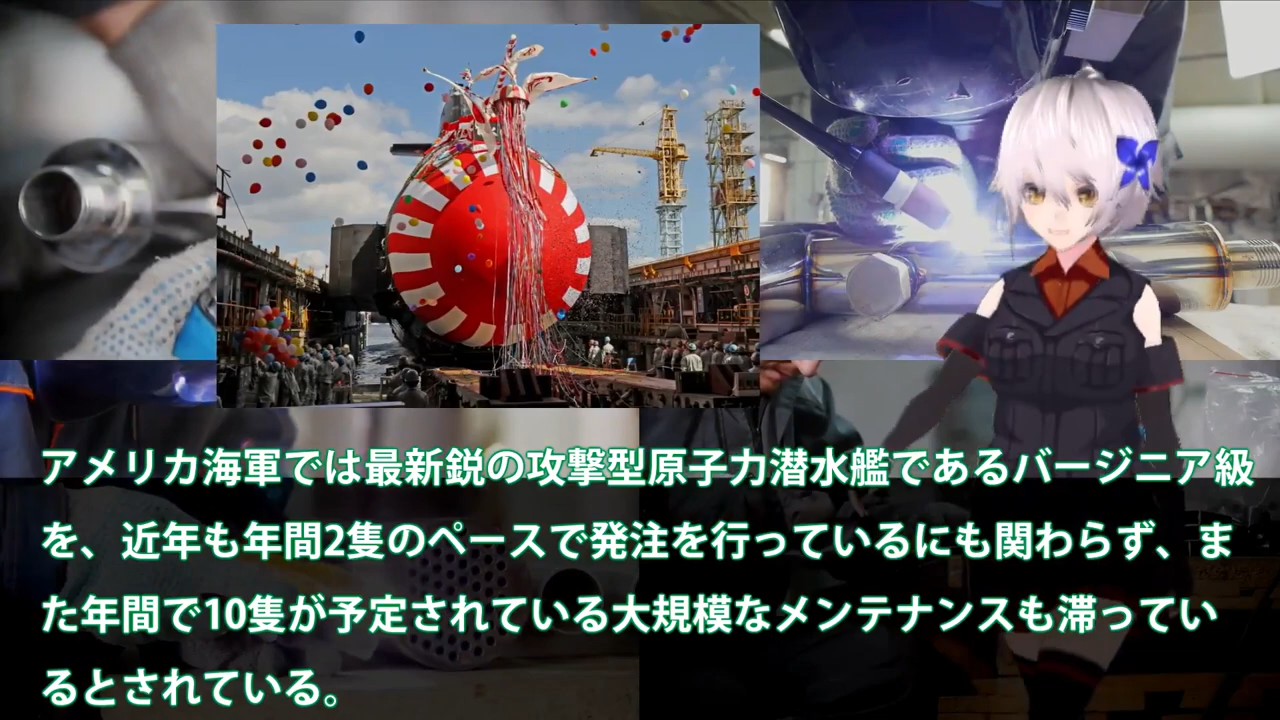 アメリカ海軍では最新鋭の攻撃型原子力潜水艦であるバージニア級
を、近年も年間2隻のペースで発注を行っているにも関わらず、ま
た年間で10隻が予定されている大規模なメンテナンスも滞ってい
るとされている。